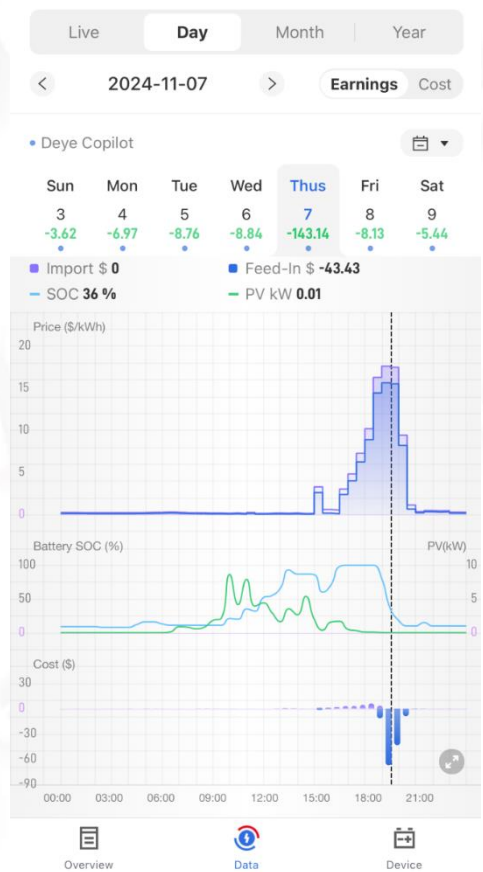 Live Day Month Year
< 2024-11-07 > Earnings Cost
Deye Copilot
Sun Mon Tue Wed Thus Fri Sat
3 4 5 6 7 8 9
-3.62 -6.97 -8.76 -8.84 -143.14 -8.13 -5.44
Import $ 0 Feed-In $ -43.43
SOC 36 % PV kW 0.01
Price ($/kWh)
20
15
10
5
0
Battery SOC (%) PV(kW)
100 10
50 5
0 0
Cost ($)
30
0
-30
-60
-90
00:00 03:00 06:00 09:00 12:00 15:00 18:00 21:00
Overview Data Device